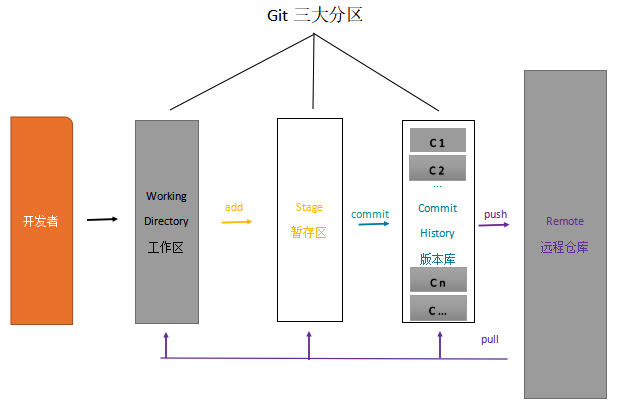 Git 三大分区
开发者
Working
Directory
工作区
add
Stage
暂存区
commit
C 1
C 2
...
Commit
History
版本库
C n
C ...
push
Remote
远程仓库
pull